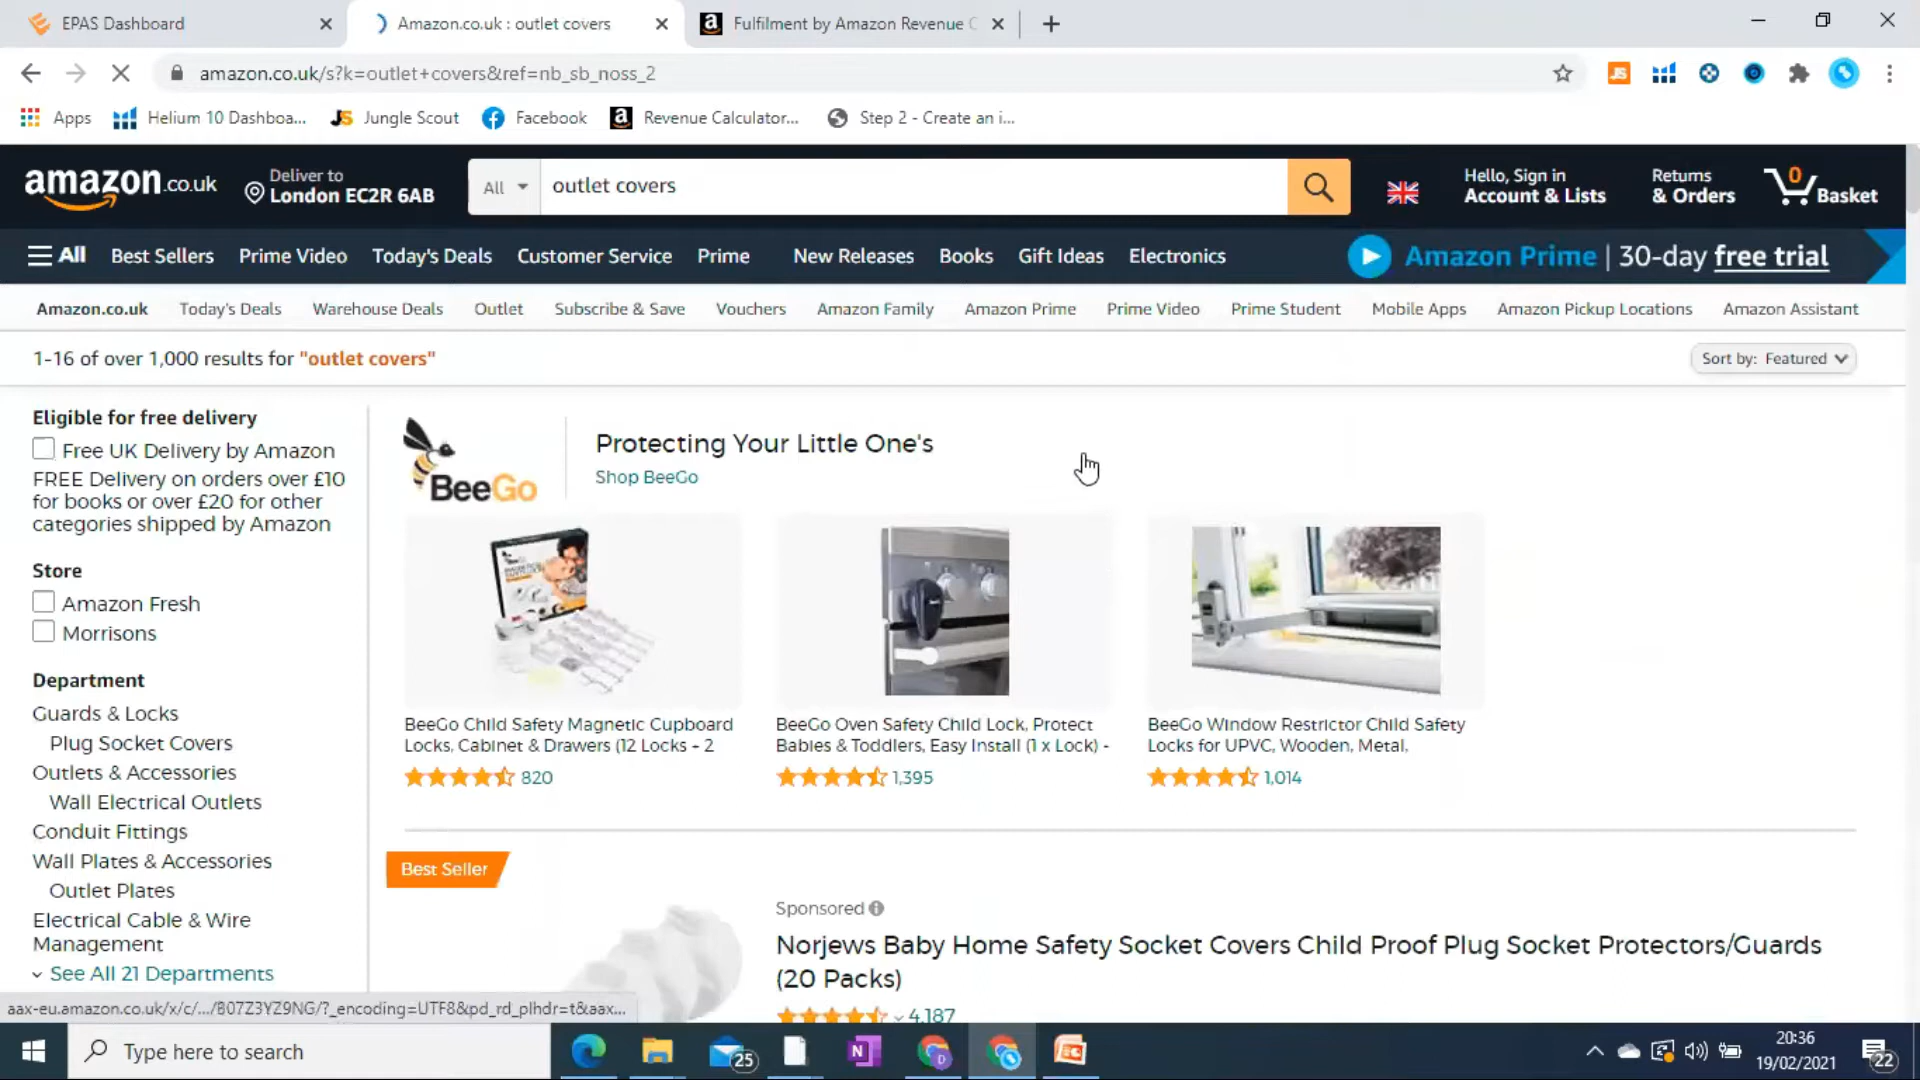 EPAS Dashboard
Amazon.co.uk : outlet covers
Fulfilment by Amazon Revenue C
amazon.co.uk/s?k=outlet+covers&ref=nb_sb_noss_2
Apps
Helium 10 Dashboa...
JS Jungle Scout
Facebook
Revenue Calculator...
Step 2 - Create an i...
amazon.co.uk
Deliver to
London EC2R 6AB
All
outlet covers
Hello, Sign in
Account & Lists
Returns
& Orders
0
Basket
All
Best Sellers
Prime Video
Today's Deals
Customer Service
Prime
New Releases
Books
Gift Ideas
Electronics
Amazon Prime | 30-day free trial
Amazon.co.uk
Today's Deals
Warehouse Deals
Outlet
Subscribe & Save
Vouchers
Amazon Family
Amazon Prime
Prime Video
Prime Student
Mobile Apps
Amazon Pickup Locations
Amazon Assistant
1-16 of over 1,000 results for "outlet covers"
Sort by: Featured
Eligible for free delivery
Free UK Delivery by Amazon
FREE Delivery on orders over £10
for books or over £20 for other
categories shipped by Amazon
Store
Amazon Fresh
Morrisons
Department
Guards & Locks
Plug Socket Covers
Outlets & Accessories
Wall Electrical Outlets
Conduit Fittings
Wall Plates & Accessories
Outlet Plates
Electrical Cable & Wire
Management
See All 21 Departments
BeeGo
Protecting Your Little One's
Shop BeeGo
BeeGo Child Safety Magnetic Cupboard
Locks, Cabinet & Drawers (12 Locks + 2
820
BeeGo Oven Safety Child Lock, Protect
Babies & Toddlers, Easy Install (1 x Lock) -
1,395
BeeGo Window Restrictor Child Safety
Locks for UPVC, Wooden, Metal,
1,014
Best Seller
Sponsored
Norjews Baby Home Safety Socket Covers Child Proof Plug Socket Protectors/Guards
(20 Packs)
4,187
aax-eu.amazon.co.uk/x/c/.../B07Z3YZ9NG/?_encoding=UTF8&pd_rd_plhdr=t&aax...
Type here to search
25
20:36
19/02/2021
22